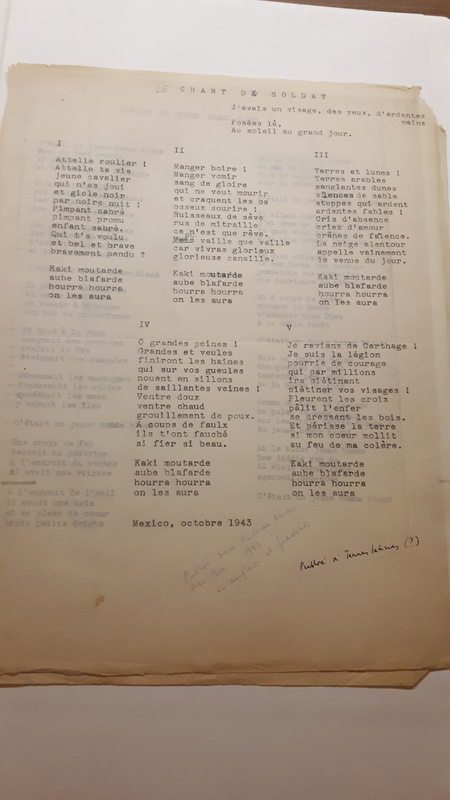 LE CHANT DU SOLDAT
J'avais un visage, des yeux, d'ardentes
mains
Posées là,
Au soleil au grand jour.
I
Attelle roulier !
Attelle ta vie
jeune cavalier
qui n'as joui
et gicle noir
par noire nuit !
Pimpant cabré
pimpant promu
enfant sabré.
Qui t'a voulu
et bel et brave
bravement pendu ?
Kaki moutarde
aube blafarde
hourra hourra
on les aura
II
Manger boire !
Manger vomir
sang de gloire
qui ne veut mourir
et craquent les os
osseux sourire !
Ruisseaux de sève
rus de mitraille
ce n'est que rêve.
vaille que vaille
car vivras glorieux
glorieuse canaille.
Kaki moutarde
aube blafarde
hourra hourra
on les aura
III
Terres et lunes !
Terres arables
sanglantes dunes
silences de sable
steppes qui ardent
ardentes fables !
Cris d'absence
criez d'amour
crânes de faïence.
La neige alentour
appelle vainement
la venue du jour.
Kaki moutarde
aube blafarde
hourra hourra
on les aura
IV
O grandes peines !
Grandes et veules
finiront les haines
qui sur vos gueules
nouent en sillons
de saillantes veines !
Ventre doux
ventre chaud
grouillement de poux.
A coups de faulx
ils t'ont fauché
si fier si beau.
Kaki moutarde
aube blafarde
hourra hourra
on les aura
V
Je reviens de Carthage !
Je suis la légion
pourrie de courage
qui par millions
ira piétinant
piétiner vos visages !
Pleurent les croix
pâlit l'enfer
se dressent les bois.
Et périsse la terre
si mon coeur mollit
au feu de ma colère.
Kaki moutarde
aube blafarde
hourra hourra
on les aura
Mexico, octobre 1943
Publié à Terres latines (?)